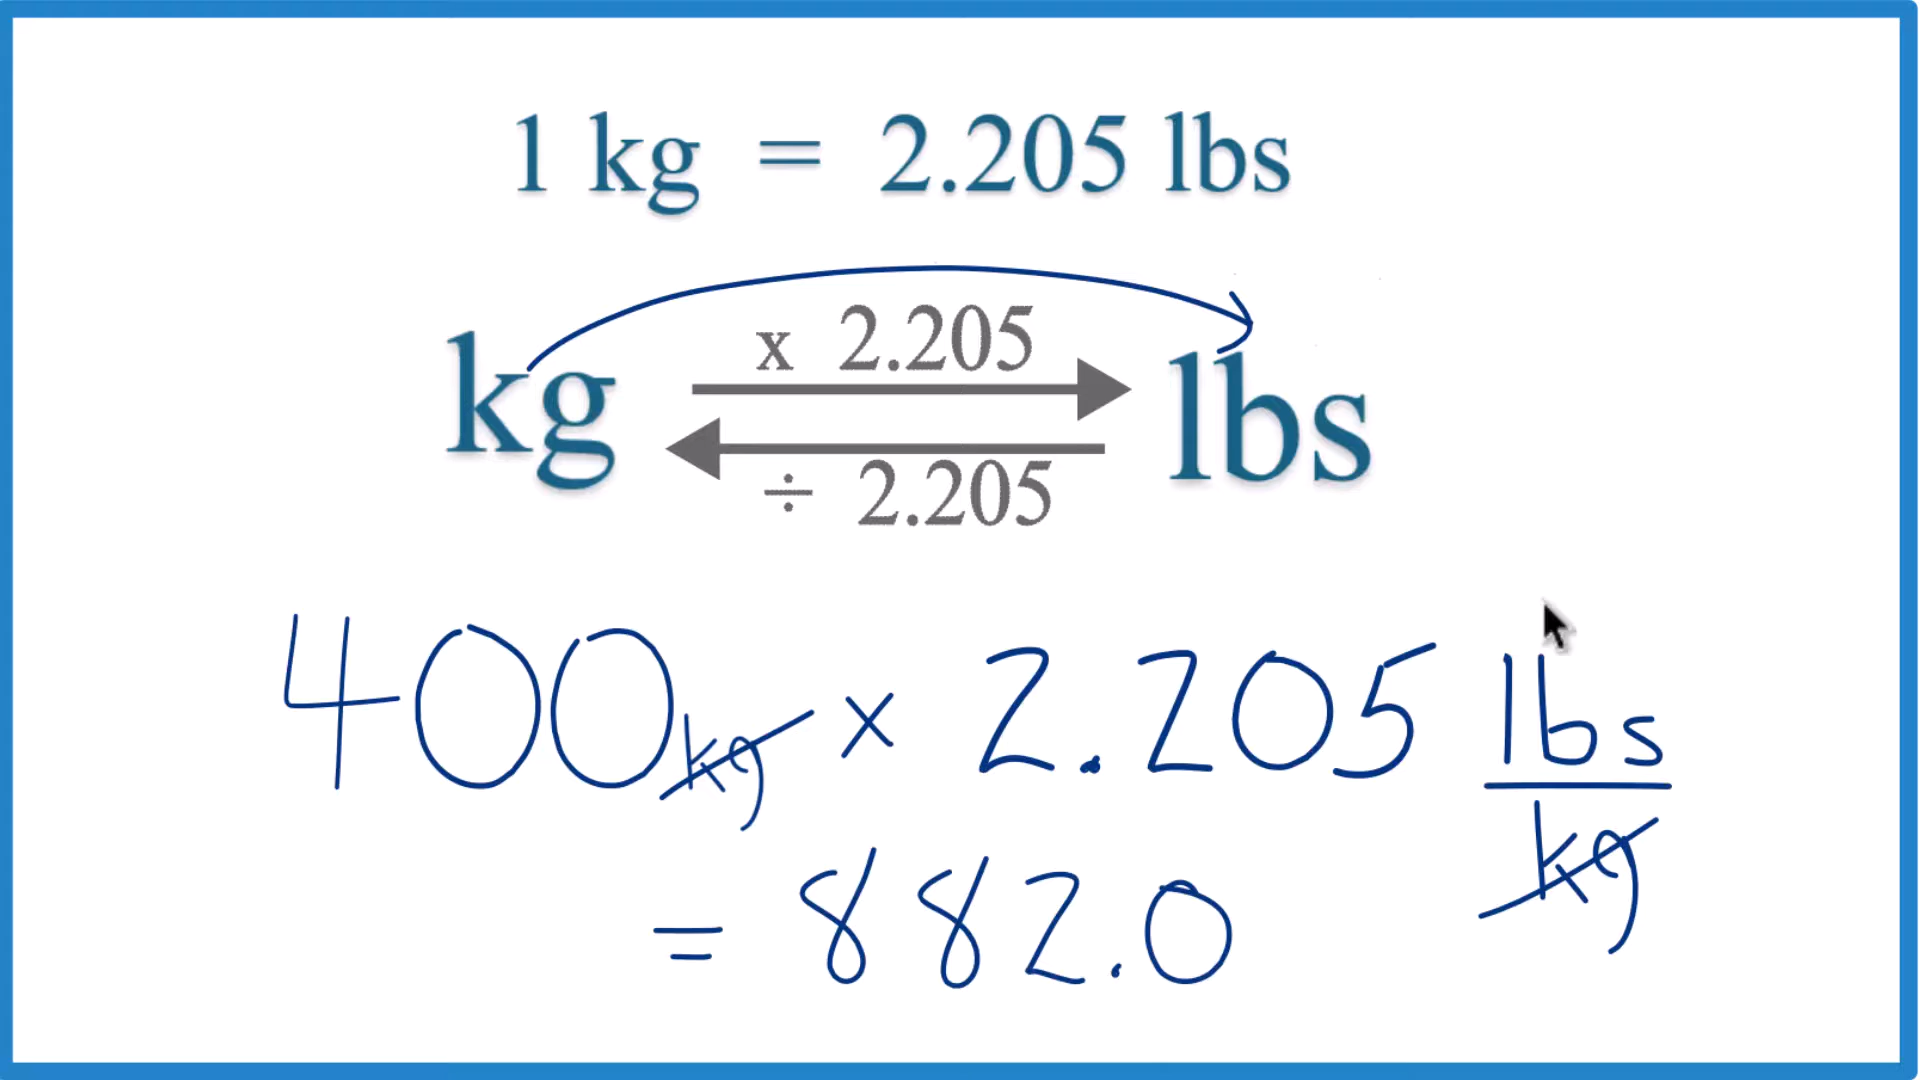 1 kg = 2.205 lbs
x 2.205
kg lbs
÷ 2.205
400 kg x 2.205 lbs
kg
= 882.0